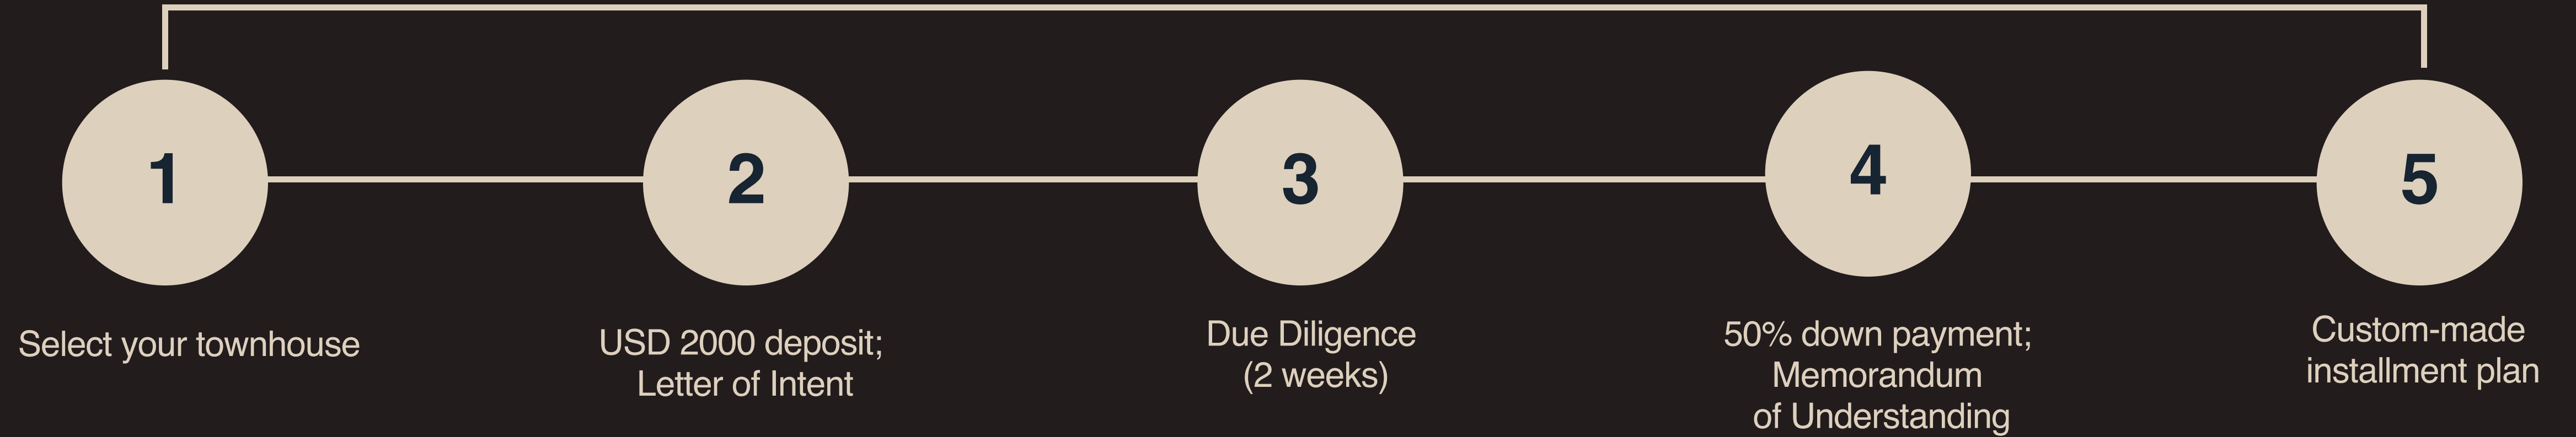 1
2
3
4
5
Select your townhouse
USD 2000 deposit;
Letter of Intent
Due Diligence
(2 weeks)
50% down payment;
Memorandum
of Understanding
Custom-made
installment plan